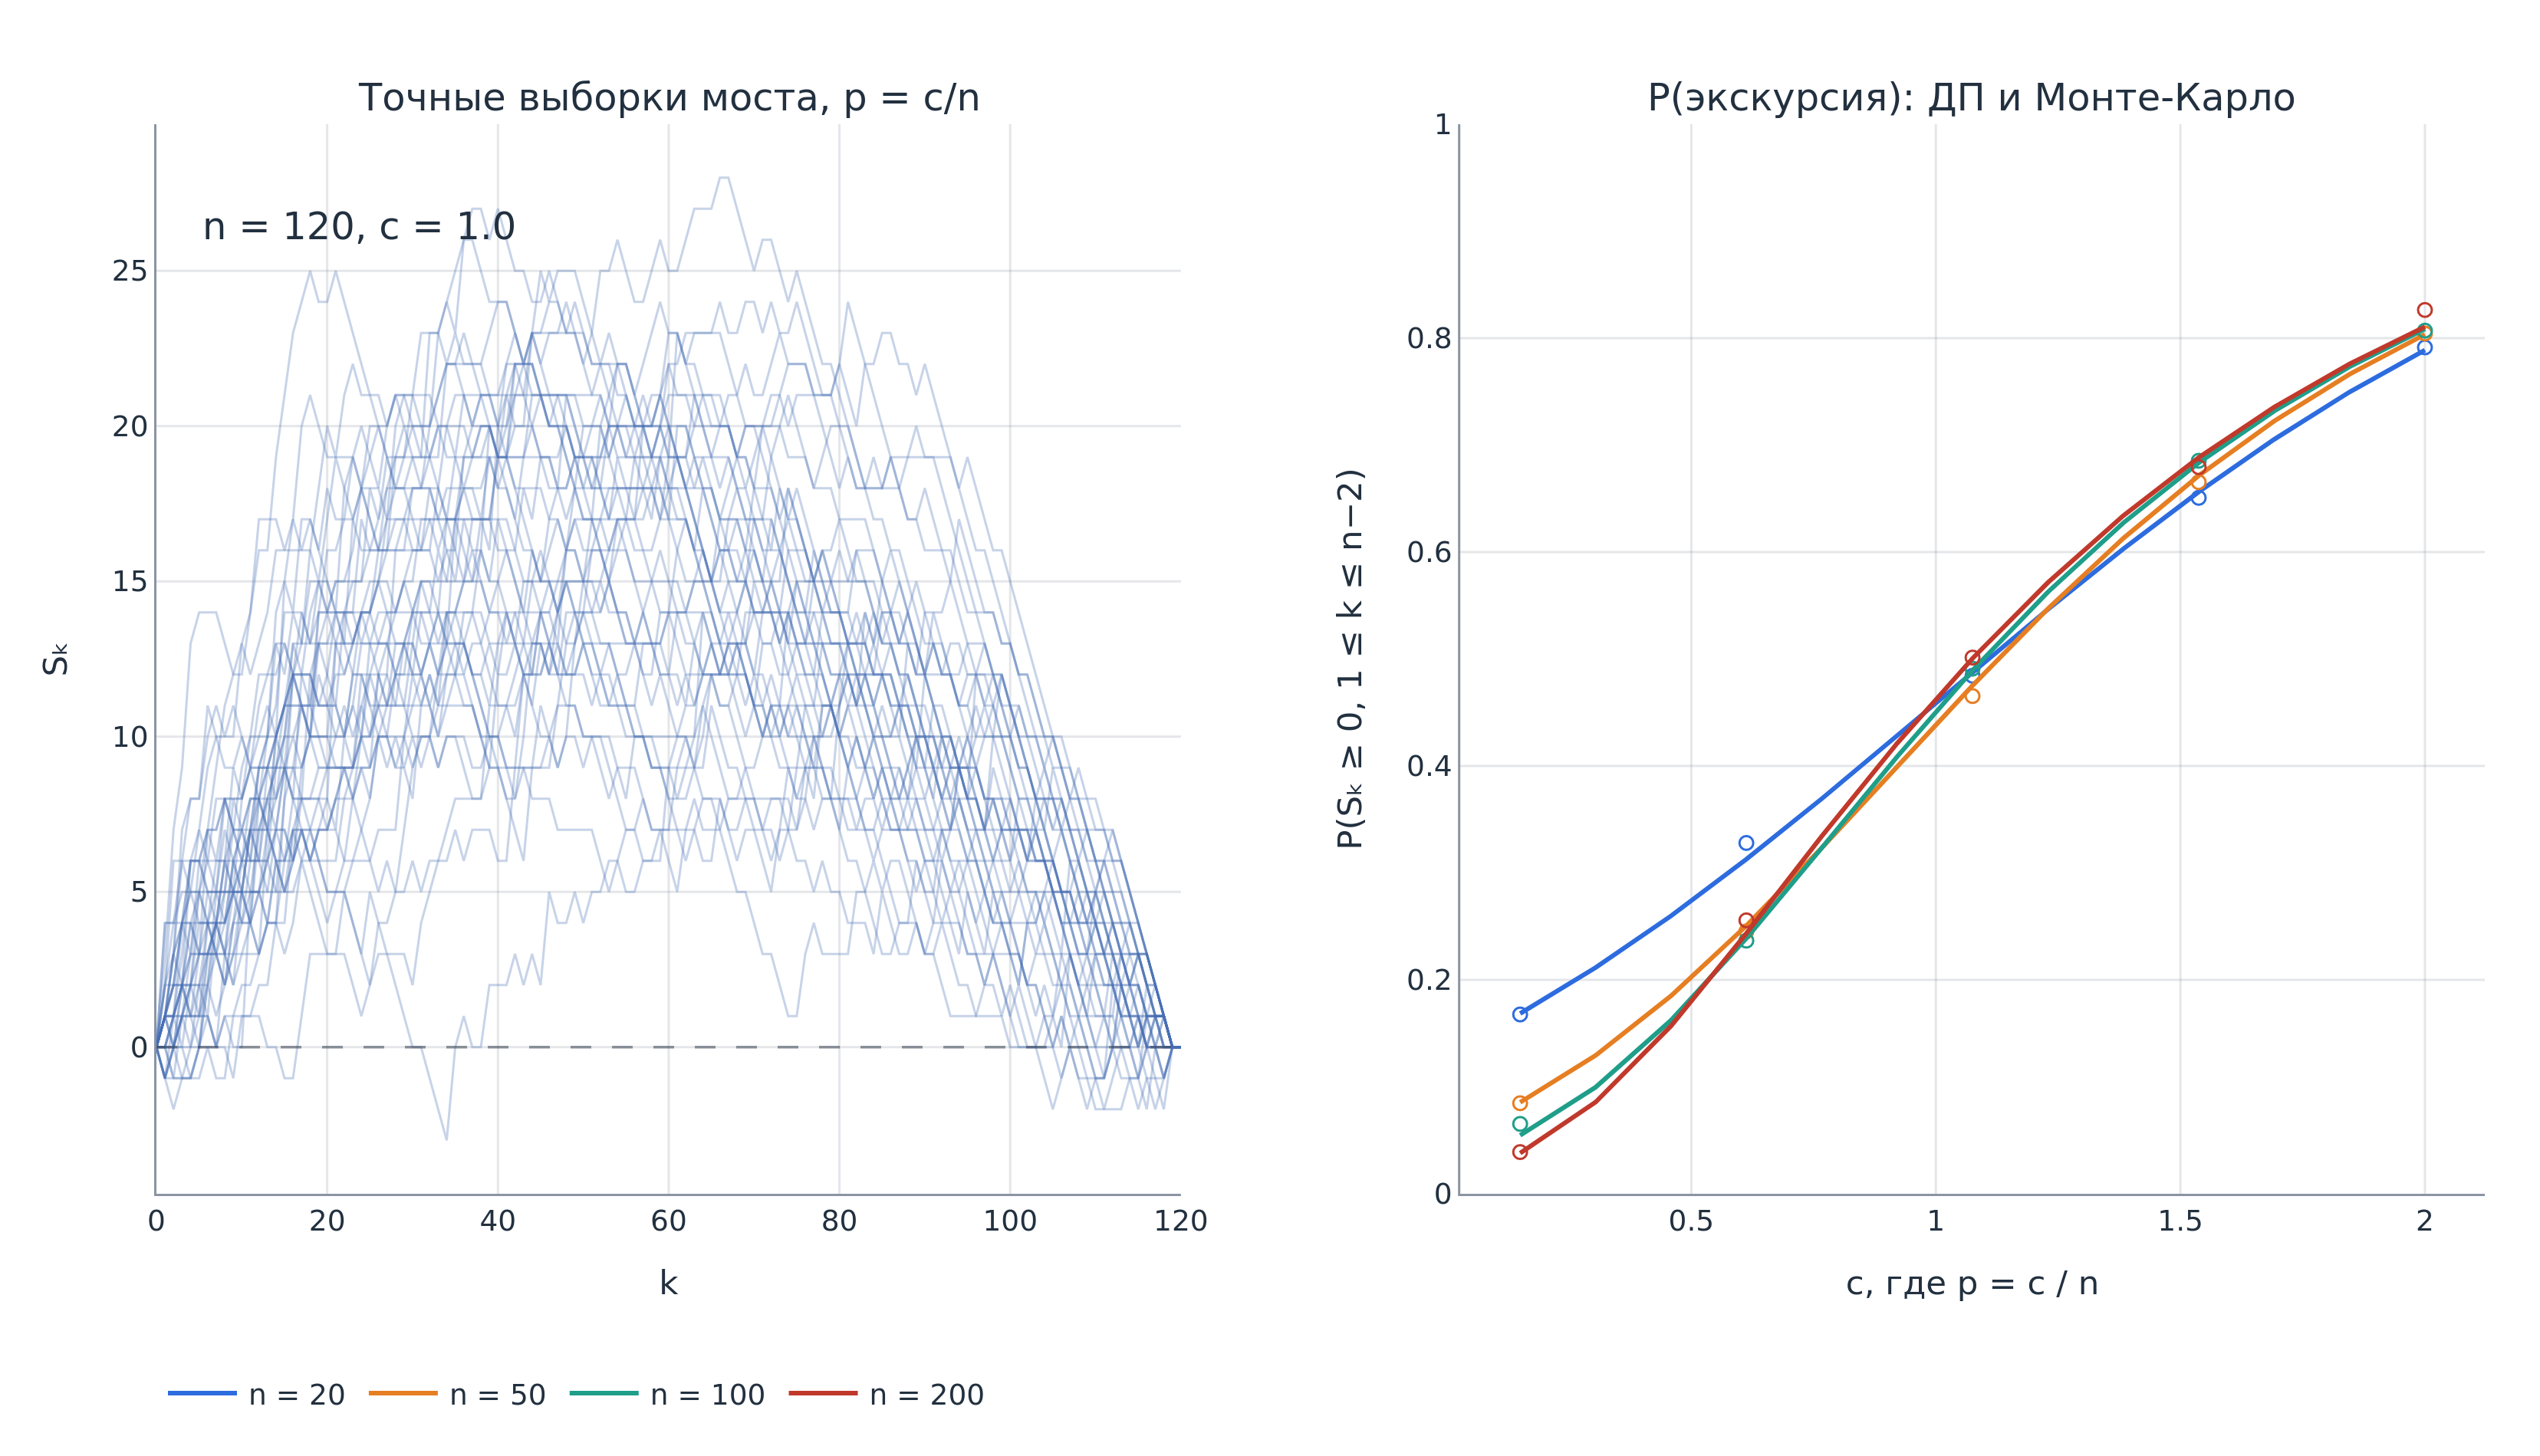 Точные выборки моста, p = c/n
n = 120, c = 1.0
25
20
15
10
5
0
Sₖ
0 20 40 60 80 100 120
k
P(экскурсия): ДП и Монте-Карло
1
0.8
0.6
0.4
0.2
0
P(Sₖ ≥ 0, 1 ≤ k ≤ n−2)
0.5 1 1.5 2
c, где p = c / n
n = 20 n = 50 n = 100 n = 200